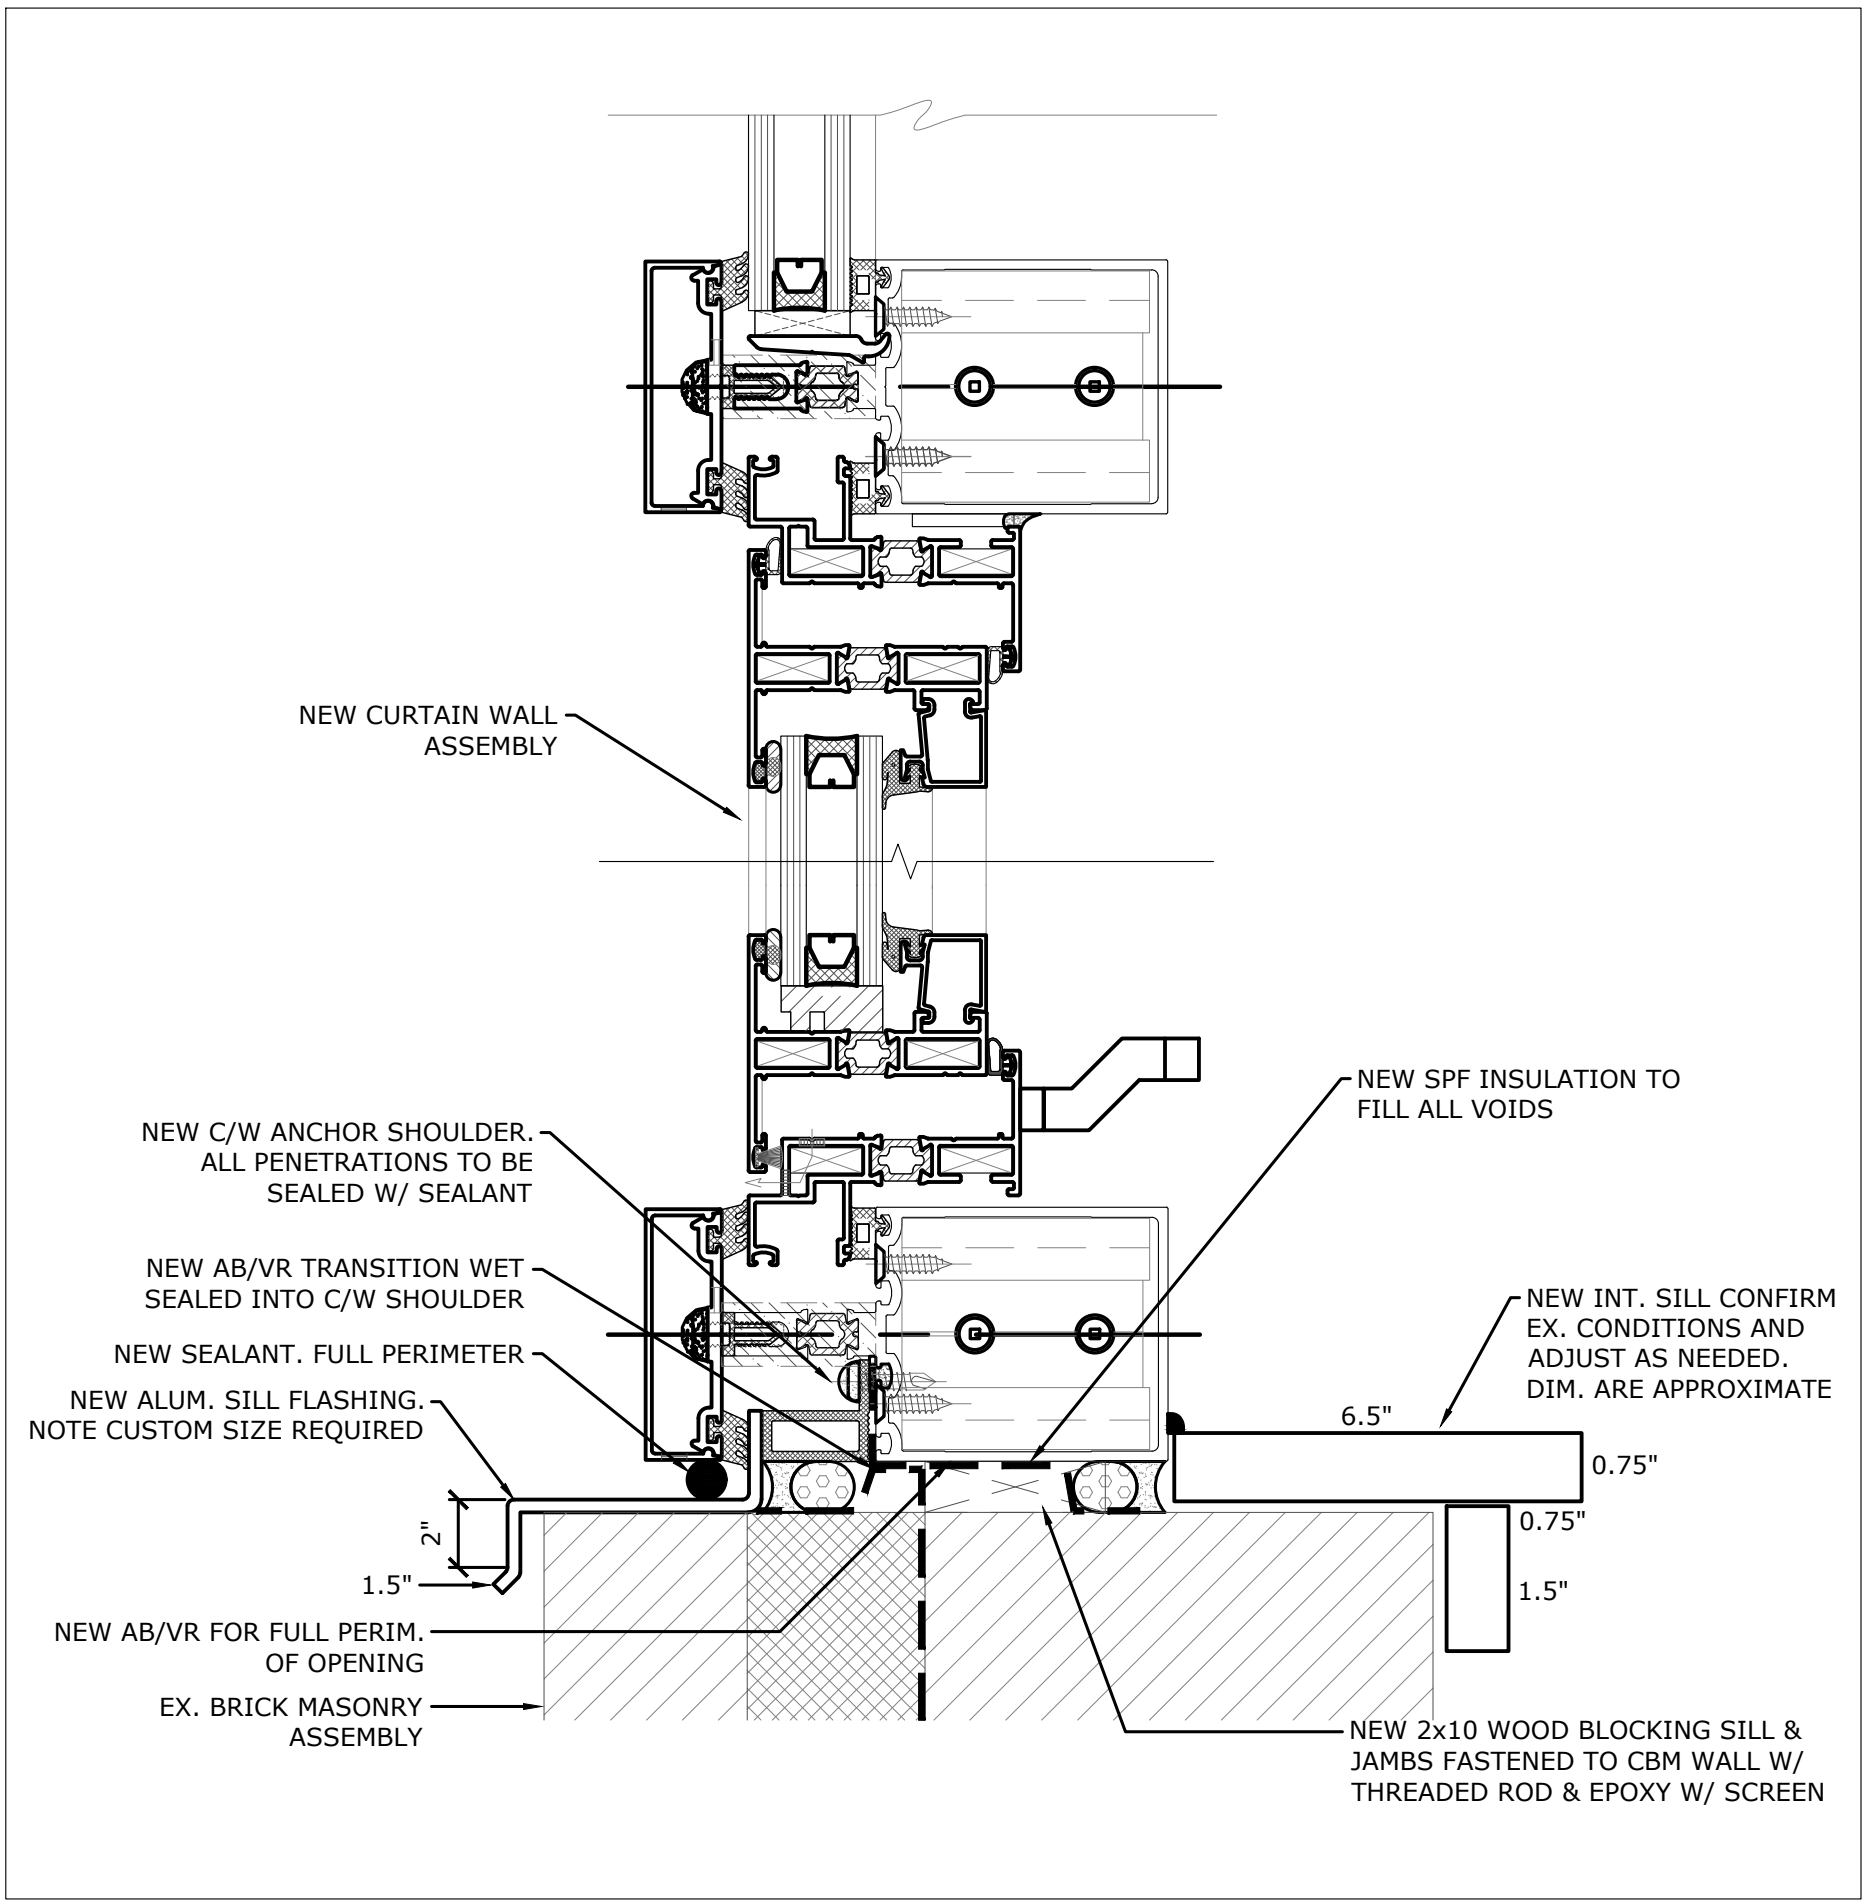 NEW CURTAIN WALL
ASSEMBLY
NEW C/W ANCHOR SHOULDER.
ALL PENETRATIONS TO BE
SEALED W/ SEALANT
NEW AB/VR TRANSITION WET
SEALED INTO C/W SHOULDER
NEW SEALANT. FULL PERIMETER
NEW ALUM. SILL FLASHING.
NOTE CUSTOM SIZE REQUIRED
2"
1.5"
NEW AB/VR FOR FULL PERIM.
OF OPENING
EX. BRICK MASONRY
ASSEMBLY
NEW SPF INSULATION TO
FILL ALL VOIDS
NEW INT. SILL CONFIRM
EX. CONDITIONS AND
ADJUST AS NEEDED.
DIM. ARE APPROXIMATE
6.5"
0.75"
0.75"
1.5"
NEW 2x10 WOOD BLOCKING SILL &
JAMBS FASTENED TO CBM WALL W/
THREADED ROD & EPOXY W/ SCREEN